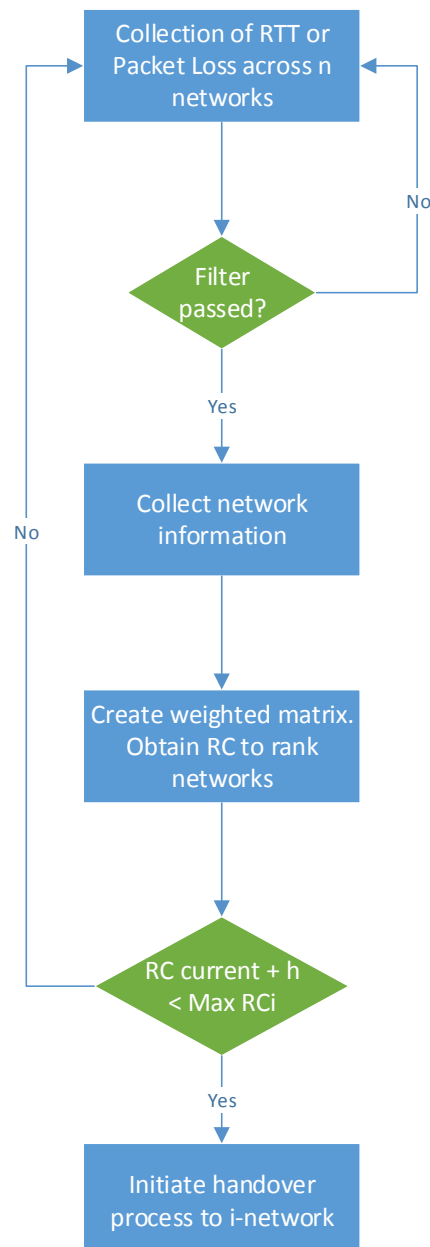 Collection of RTT or
Packet Loss across n
networks
No
Filter
passed?
Yes
Collect network
information
No
Create weighted matrix.
Obtain RC to rank
networks
RC current + h
< Max RCi
Yes
Initiate handover
process to i-network